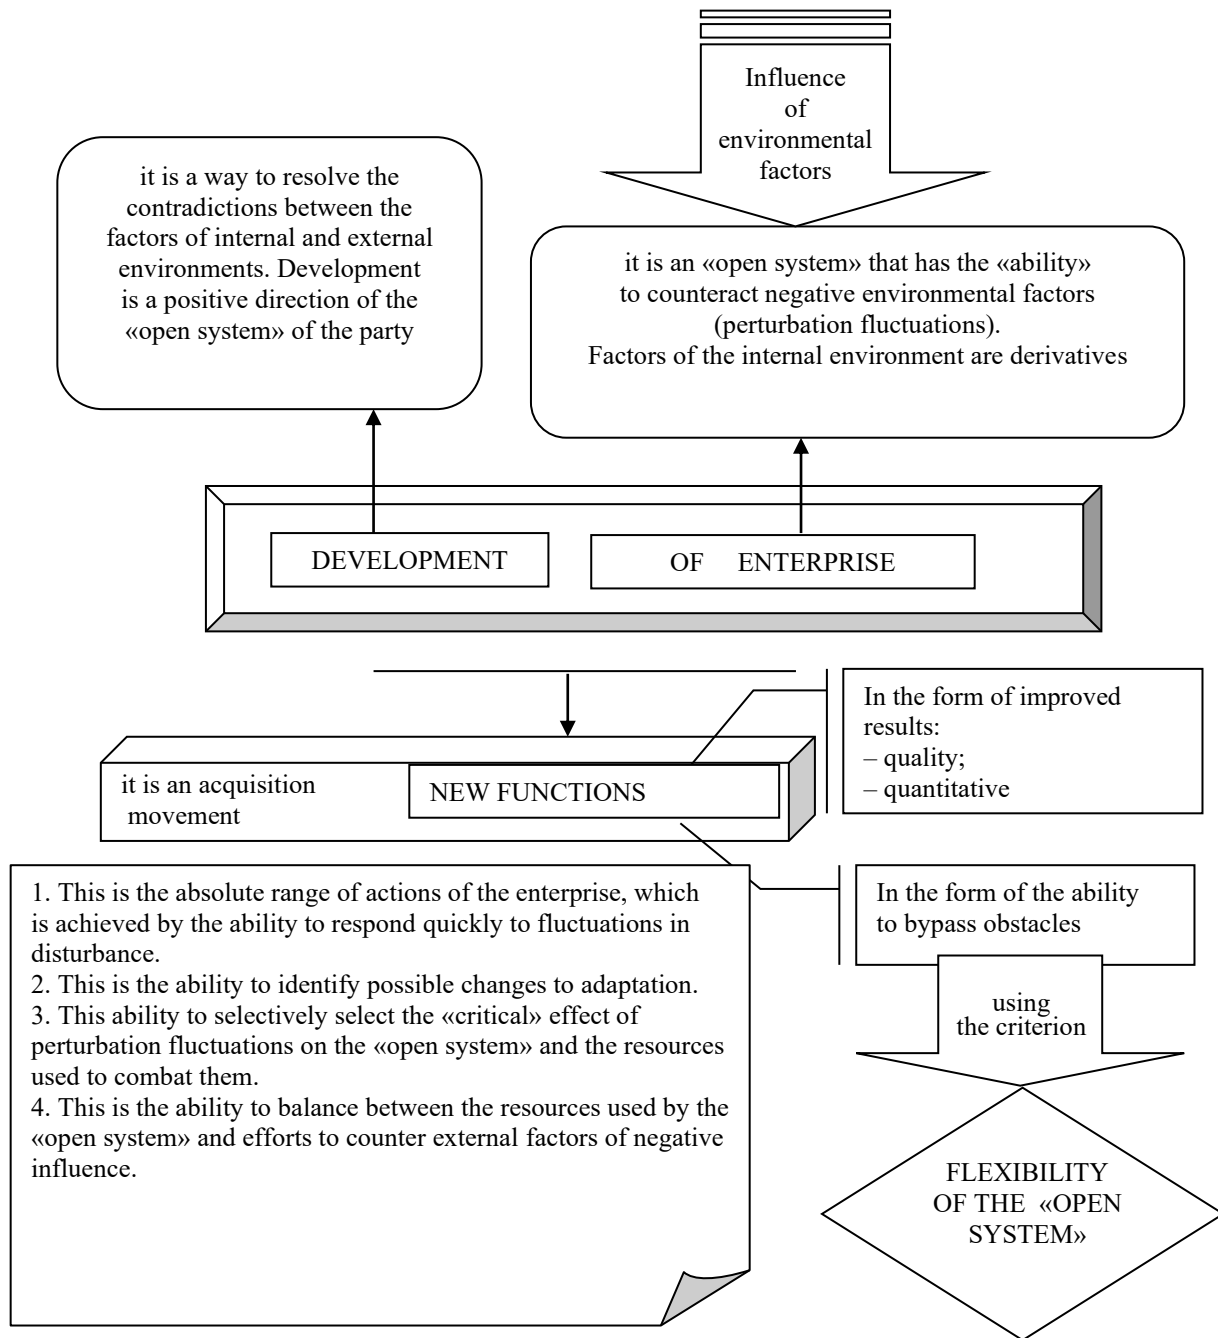 Influence
of
environmental
factors
it is a way to resolve the
contradictions between the
factors of internal and external
environments. Development
is a positive direction of the
«open system» of the party
it is an «open system» that has the «ability»
to counteract negative environmental factors
(perturbation fluctuations).
Factors of the internal environment are derivatives
DEVELOPMENT
OF ENTERPRISE
In the form of improved
results:
– quality;
– quantitative
it is an acquisition
movement
NEW FUNCTIONS
1. This is the absolute range of actions of the enterprise, which
is achieved by the ability to respond quickly to fluctuations in
disturbance.
2. This is the ability to identify possible changes to adaptation.
3. This ability to selectively select the «critical» effect of
perturbation fluctuations on the «open system» and the resources
used to combat them.
4. This is the ability to balance between the resources used by the
«open system» and efforts to counter external factors of negative
influence.
In the form of the ability
to bypass obstacles
using
the criterion
FLEXIBILITY
OF THE «OPEN
SYSTEM»